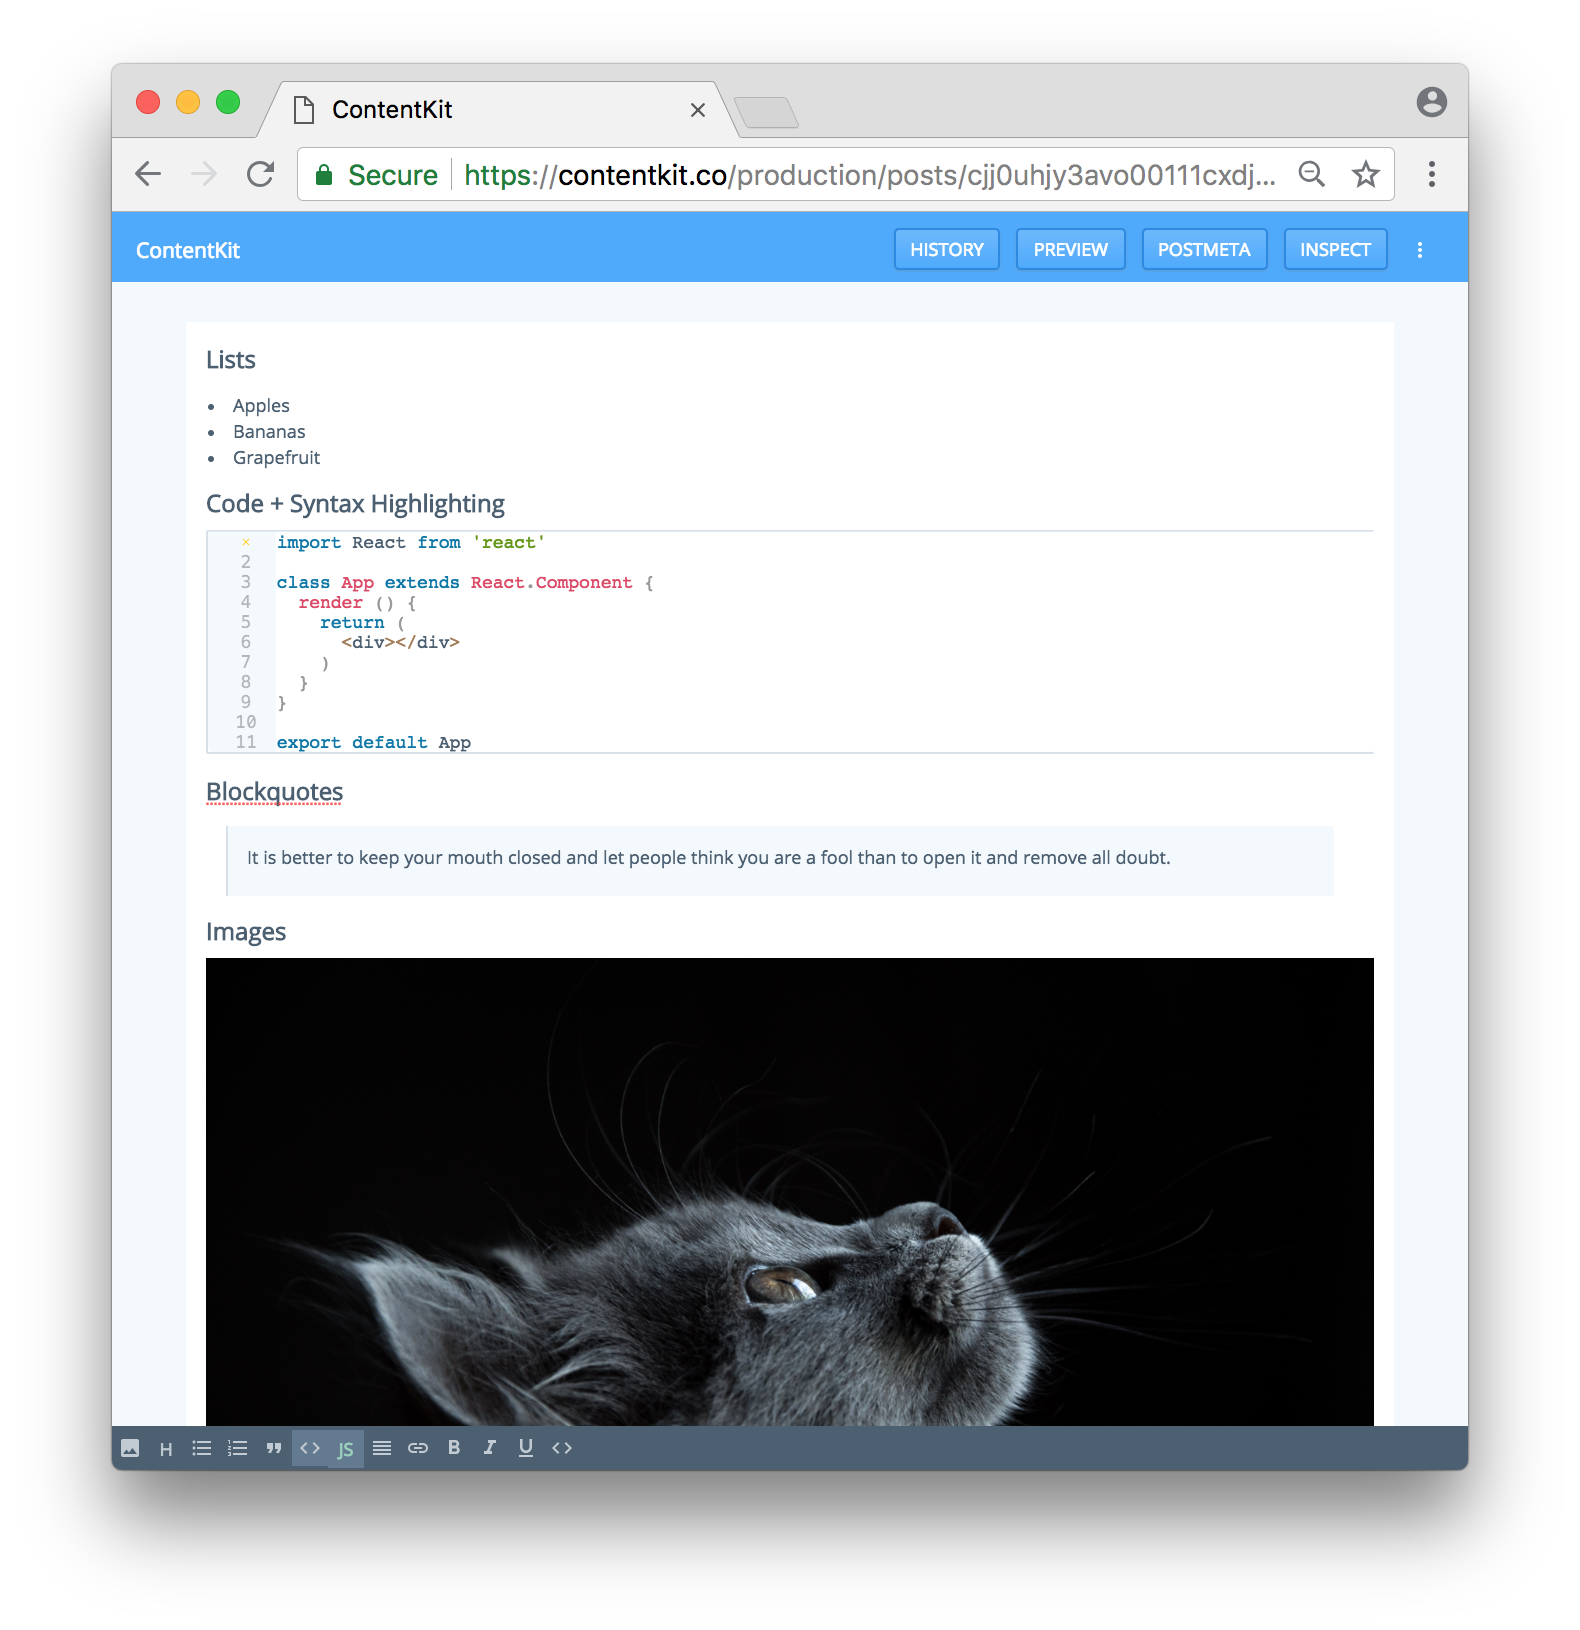 ContentKit
Secure https://contentkit.co/production/posts/cjj0uhjy3avo00111cxdj...
ContentKit HISTORY PREVIEW POSTMETA INSPECT
Lists
• Apples
• Bananas
• Grapefruit
Code + Syntax Highlighting
× import React from 'react'
2
3 class App extends React.Component {
4   render () {
5     return (
6       <div></div>
7     )
8   }
9 }
10
11 export default App
Blockquotes
It is better to keep your mouth closed and let people think you are a fool than to open it and remove all doubt.
Images
H JS B I U